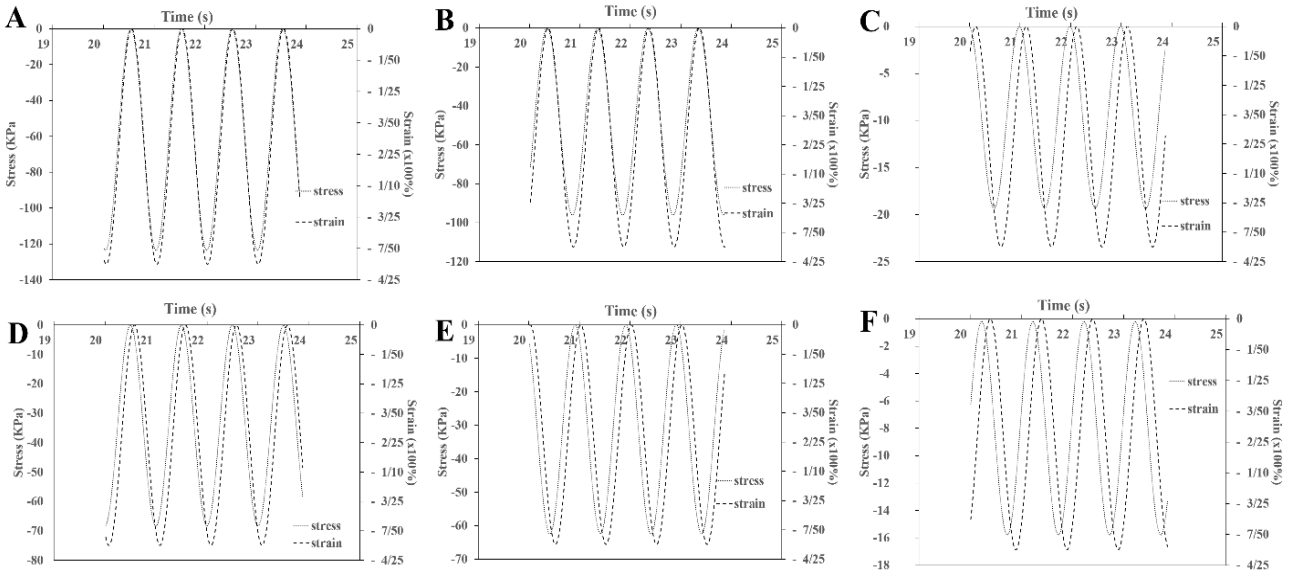 A
Time (s)
19 20 21 22 23 24 25
0
-20
-40
-60
-80
-100
-120
-140
Stress (KPa
0
- 1/50
- 1/25
- 3/50
- 2/25
- 1/10
- 3/25
- 7/50
- 4/25
Strain (x100%)
stress
strain
B
Time (s)
19 20 21 22 23 24 25
0
-20
-40
-60
-80
-100
-120
Stress (KPa)
0
- 1/50
- 1/25
- 3/50
- 2/25
- 1/10
- 3/25
- 7/50
- 4/25
Strain (x100%)
stress
strain
C
Time (s)
19 20 21 22 23 24 25
0
-5
-10
-15
-20
-25
Stress (KPa)
0
- 1/50
- 1/25
- 3/50
- 2/25
- 1/10
- 3/25
- 7/50
- 4/25
Strain (x100%)
stress
strain
D
Time (s)
19 20 21 22 23 24 25
0
-10
-20
-30
-40
-50
-60
-70
-80
Stress (KPa)
0
- 1/50
- 1/25
- 3/50
- 2/25
- 1/10
- 3/25
- 7/50
- 4/25
Strain (x100%)
stress
strain
E
Time (s)
19 20 21 22 23 24 25
0
-10
-20
-30
-40
-50
-60
-70
Stress (KPa)
0
- 1/50
- 1/25
- 3/50
- 2/25
- 1/10
- 3/25
- 7/50
- 4/25
Strain (x100%)
stress
strain
F
Time (s)
19 20 21 22 23 24 25
0
-2
-4
-6
-8
-10
-12
-14
-16
-18
Stress (KPa)
0
- 1/50
- 1/25
- 3/50
- 2/25
- 1/10
- 3/25
- 7/50
- 4/25
Strain (x100%)
stress
strain